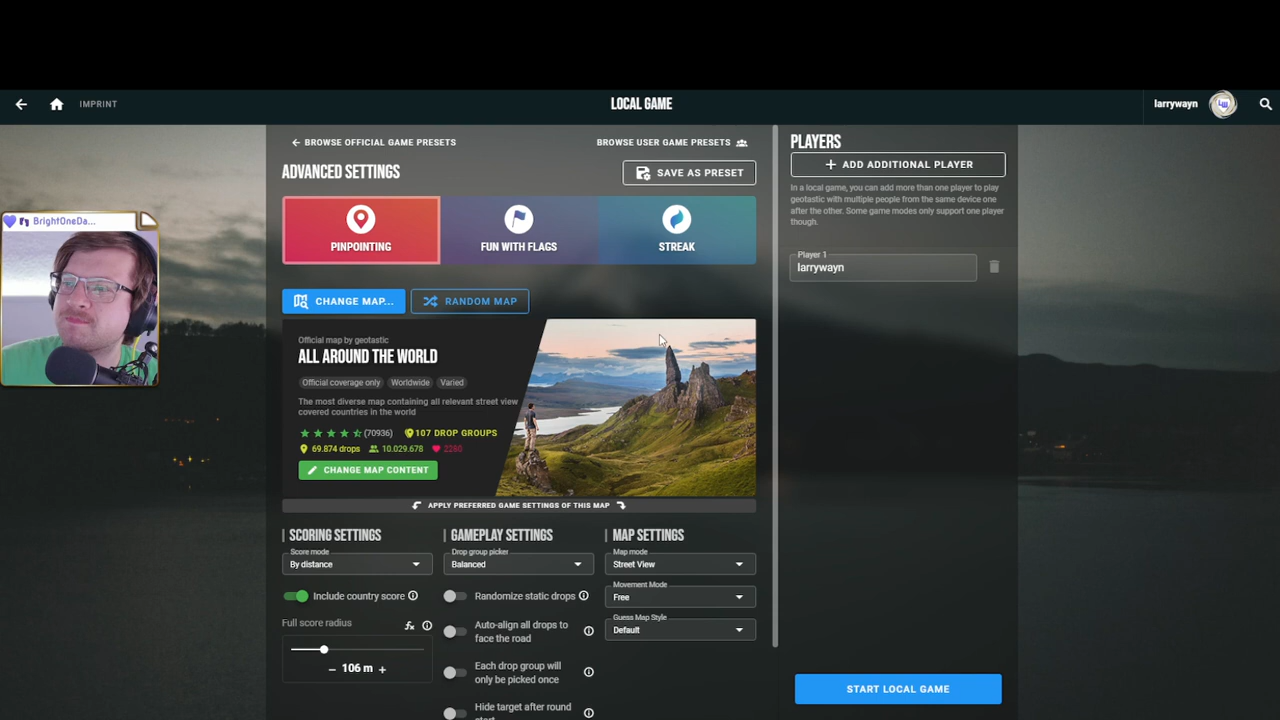 IMPRINT
LOCAL GAME
larrywayn
BROWSE OFFICIAL GAME PRESETS
BROWSE USER GAME PRESETS
ADVANCED SETTINGS
SAVE AS PRESET
PINPOINTING
FUN WITH FLAGS
STREAK
CHANGE MAP...
RANDOM MAP
Official map by geotastic
ALL AROUND THE WORLD
Official coverage only
Worldwide
Varied
The most diverse map containing all relevant street view
covered countries in the world
(70936)
107 DROP GROUPS
69.874 drops
10.029.678
2280
CHANGE MAP CONTENT
APPLY PREFERRED GAME SETTINGS OF THIS MAP
SCORING SETTINGS
Score mode
By distance
Include country score
Full score radius
fx
– 106 m +
GAMEPLAY SETTINGS
Drop group picker
Balanced
Randomize static drops
Auto-align all drops to
face the road
Each drop group will
only be picked once
Hide target after round
MAP SETTINGS
Map mode
Street View
Movement Mode
Free
Guess Map Style
Default
PLAYERS
+ ADD ADDITIONAL PLAYER
In a local game, you can add more than one player to play
geotastic with multiple people from the same device one
after the other. Some game modes only support one player
though.
Player 1
larrywayn
START LOCAL GAME
BrightOneDa...